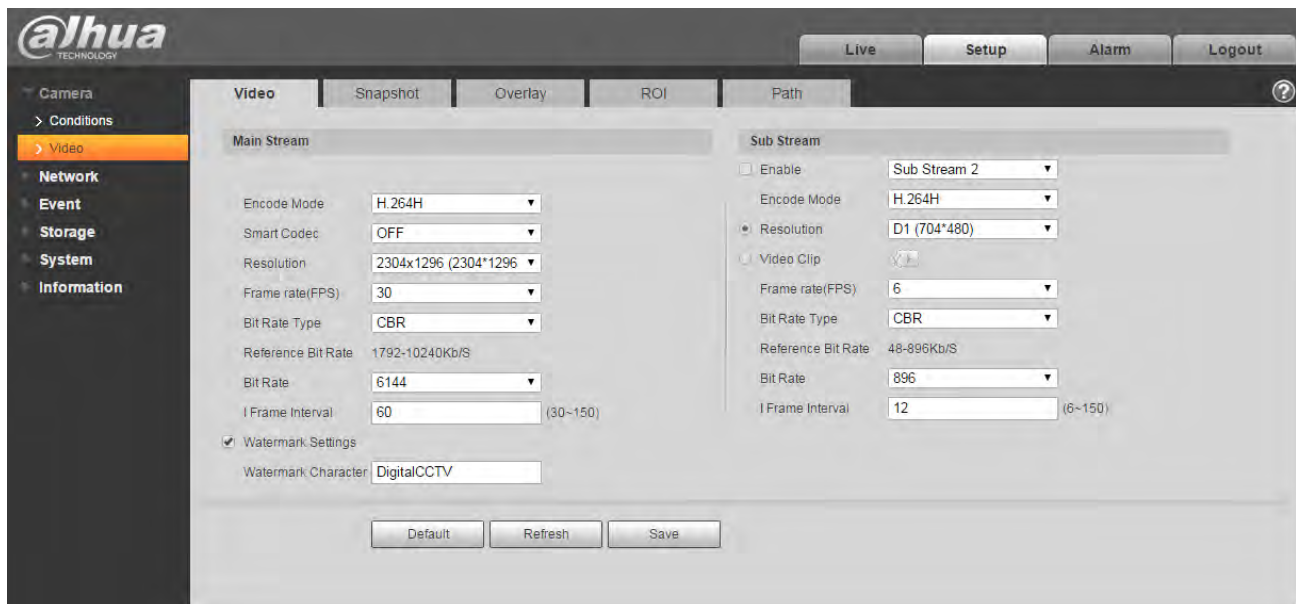 alhua
TECHNOLOGY
Live
Setup
Alarm
Logout
Camera
Conditions
Video
Network
Event
Storage
System
Information
Video
Snapshot
Overlay
ROI
Path
?
Main Stream
Encode Mode H.264H
Smart Codec OFF
Resolution 2304x1296 (2304*1296
Frame rate(FPS) 30
Bit Rate Type CBR
Reference Bit Rate 1792-10240Kb/S
Bit Rate 6144
I Frame Interval 60 (30~150)
Watermark Settings
Watermark Character DigitalCCTV
Sub Stream
Enable Sub Stream 2
Encode Mode H.264H
Resolution D1 (704*480)
Video Clip
Frame rate(FPS) 6
Bit Rate Type CBR
Reference Bit Rate 48-896Kb/S
Bit Rate 896
I Frame Interval 12 (6~150)
Default
Refresh
Save